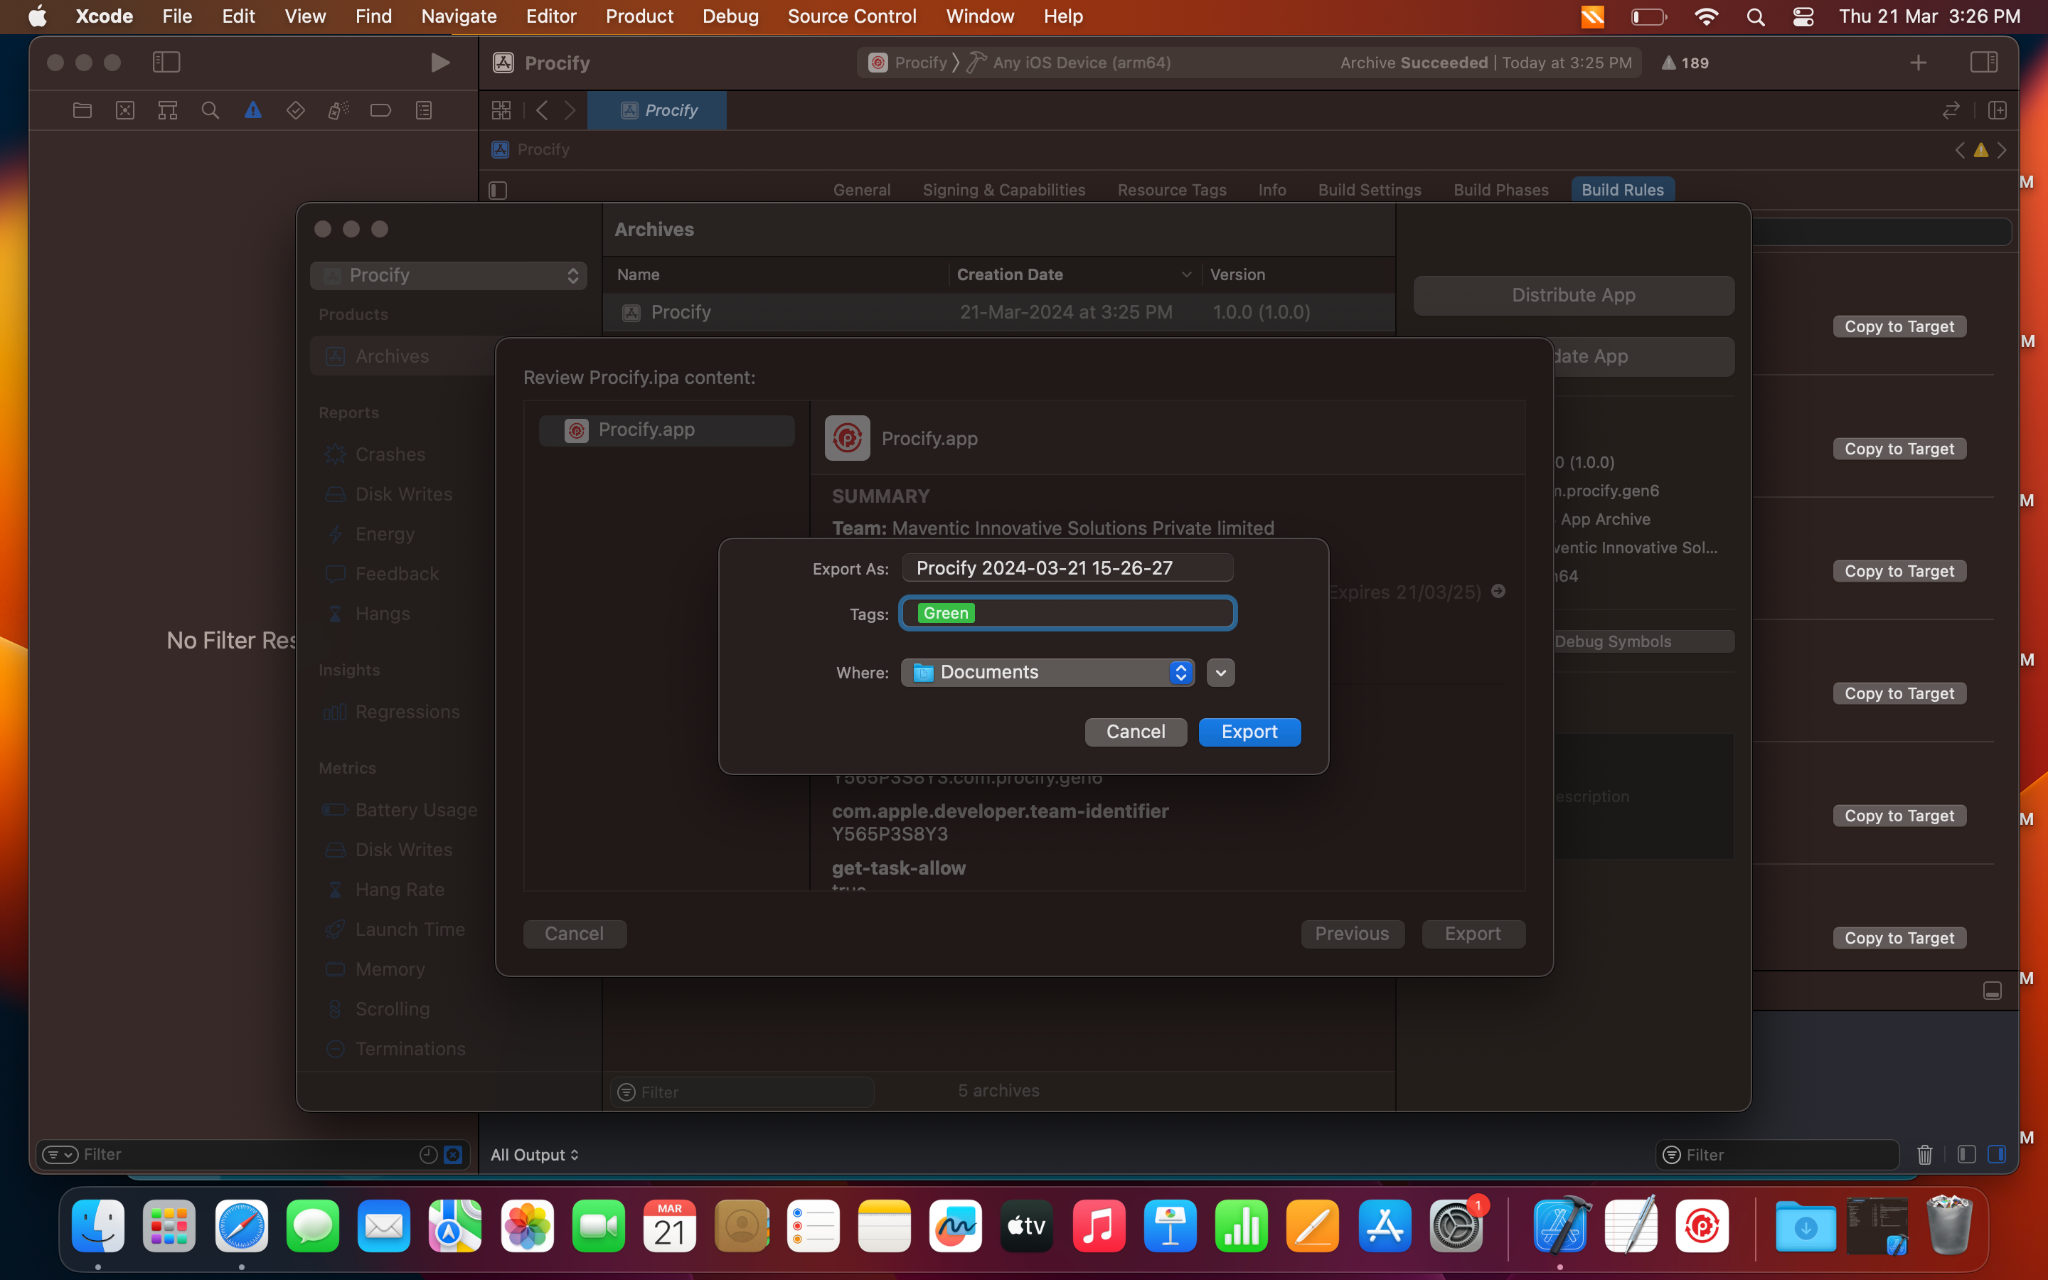 Xcode File Edit View Find Navigate Editor Product Debug Source Control Window Help Thu 21 Mar 3:26 PM
Procify
Procify Any iOS Device (arm64)
Archive Succeeded | Today at 3:25 PM
189
Procify
Procify
General Signing & Capabilities Resource Tags Info Build Settings Build Phases Build Rules
Archives
Procify
Name Creation Date Version
Procify 21-Mar-2024 at 3:25 PM 1.0.0 (1.0.0)
Distribute App
date App
Products
Archives
Reports
Crashes
Disk Writes
Energy
Feedback
Hangs
Insights
Regressions
Metrics
Battery Usage
Disk Writes
Hang Rate
Launch Time
Memory
Scrolling
Terminations
No Filter Res
Review Procify.ipa content:
Procify.app
Procify.app
SUMMARY
Team: Maventic Innovative Solutions Private limited
Expires 21/03/25)
Export As: Procify 2024-03-21 15-26-27
Tags: Green
Where: Documents
Cancel Export
Y565P3S8Y3.com.procify.gen6
com.apple.developer.team-identifier
Y565P3S8Y3
get-task-allow
true
Cancel Previous Export
0 (1.0.0)
m.procify.gen6
App Archive
ventic Innovative Sol...
m64
Debug Symbols
escription
Copy to Target
Copy to Target
Copy to Target
Copy to Target
Copy to Target
Copy to Target
M
M
M
M
M
M
M
Filter 5 archives
Filter
All Output
Filter
MAR
21
tv
1